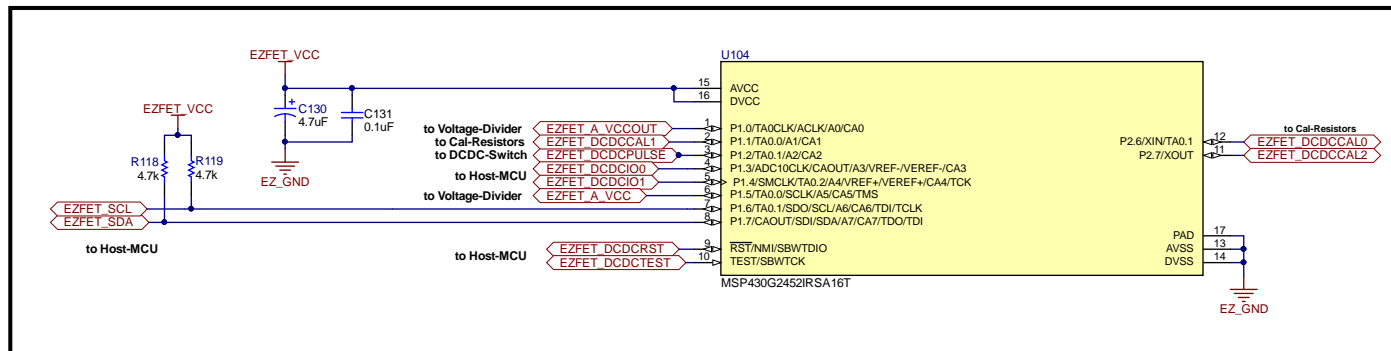 U104
EZFET_VCC
15 AVCC
16 DVCC
C130
4.7uF
C131
0.1uF
EZFET_VCC
R118
4.7k
R119
4.7k
EZ_GND
to Voltage-Divider EZFET_A_VCCOUT 1 P1.0/TA0CLK/ACLK/A0/CA0
to Cal-Resistors EZFET_DCDCCAL1 2 P1.1/TA0.0/A1/CA1
to DCDC-Switch EZFET_DCDCPULSE 3 P1.2/TA0.1/A2/CA2
EZFET_DCDCIO0 4 P1.3/ADC10CLK/CAOUT/A3/VREF-/VEREF-/CA3
to Host-MCU
EZFET_DCDCIO1 5 P1.4/SMCLK/TA0.2/A4/VREF+/VEREF+/CA4/TCK
to Voltage-Divider EZFET_A_VCC 6 P1.5/TA0.0/SCLK/A5/CA5/TMS
EZFET_SCL 7 P1.6/TA0.1/SDO/SCL/A6/CA6/TDI/TCLK
EZFET_SDA 8 P1.7/CAOUT/SDI/SDA/A7/CA7/TDO/TDI
to Host-MCU
to Host-MCU
EZFET_DCDCRST 9 RST/NMI/SBWTDIO
EZFET_DCDCTEST 10 TEST/SBWTCK
to Cal-Resistors
P2.6/XIN/TA0.1 12 EZFET_DCDCCAL0
P2.7/XOUT 11 EZFET_DCDCCAL2
PAD 17
AVSS 13
DVSS 14
MSP430G2452IRSA16T
EZ_GND